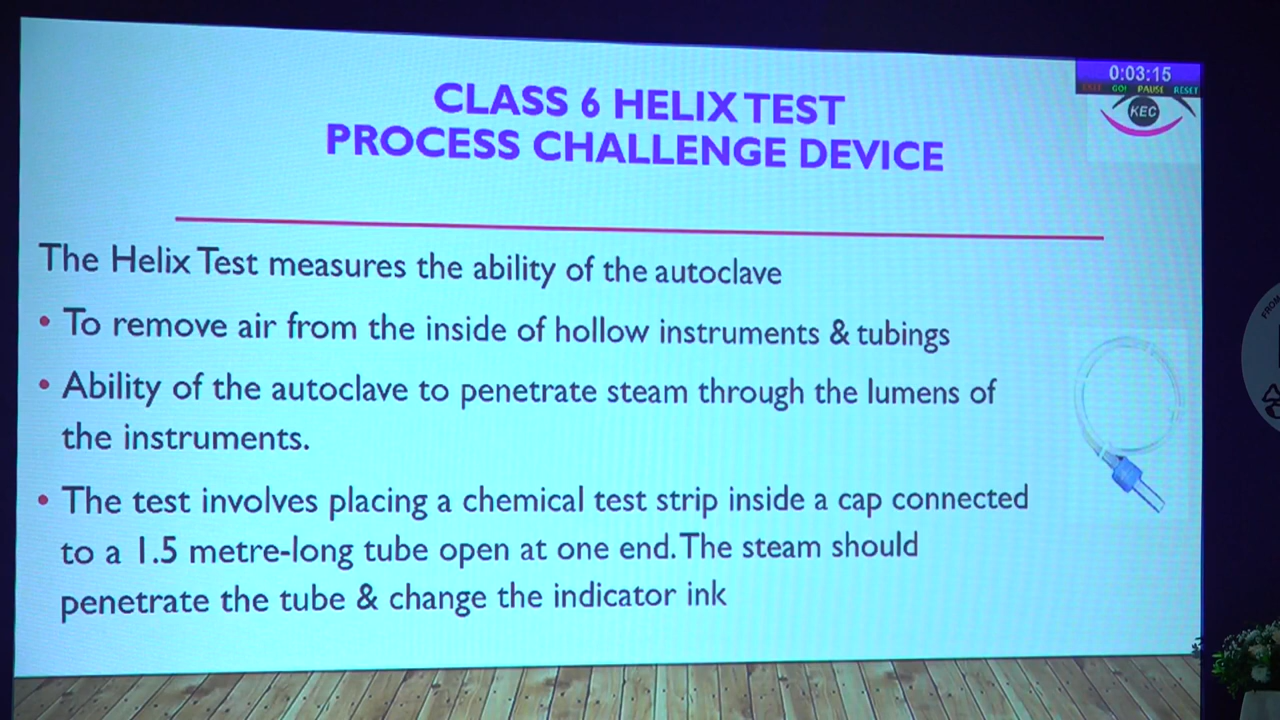 0:03:15
EXIT GO! PAUSE RESET
KEC
CLASS 6 HELIX TEST
PROCESS CHALLENGE DEVICE
The Helix Test measures the ability of the autoclave
• To remove air from the inside of hollow instruments & tubings
• Ability of the autoclave to penetrate steam through the lumens of
the instruments.
• The test involves placing a chemical test strip inside a cap connected
to a 1.5 metre-long tube open at one end. The steam should
penetrate the tube & change the indicator ink